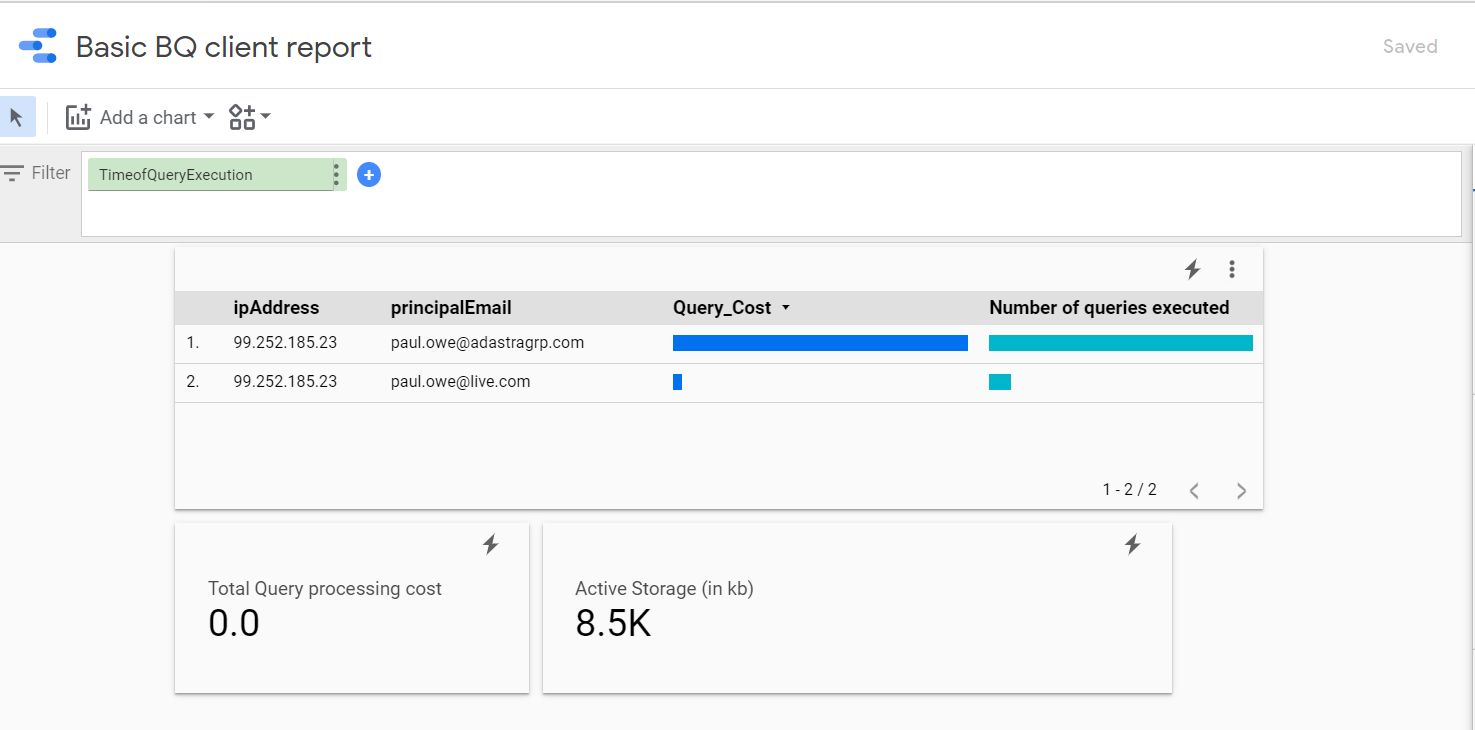 Basic BQ client report
Saved
Add a chart
Filter
TimeofQueryExecution
ipAddress principalEmail Query_Cost Number of queries executed
1. 99.252.185.23 paul.owe@adastragrp.com
2. 99.252.185.23 paul.owe@live.com
1 - 2 / 2
Total Query processing cost
0.0
Active Storage (in kb)
8.5K